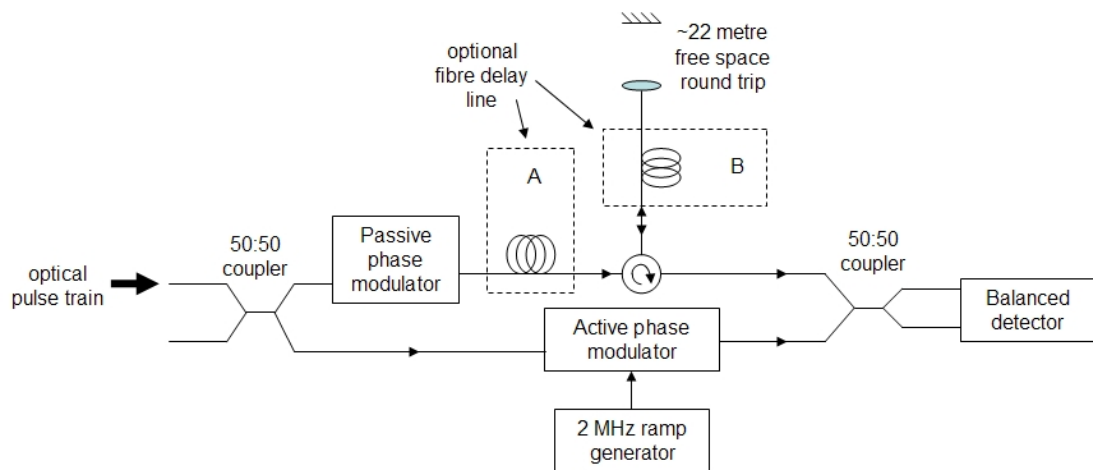 ~22 metre
free space
round trip
optional
fibre delay
line
A
B
50:50
coupler
Passive
phase
modulator
50:50
coupler
optical
pulse train
Balanced
detector
Active phase
modulator
2 MHz ramp
generator